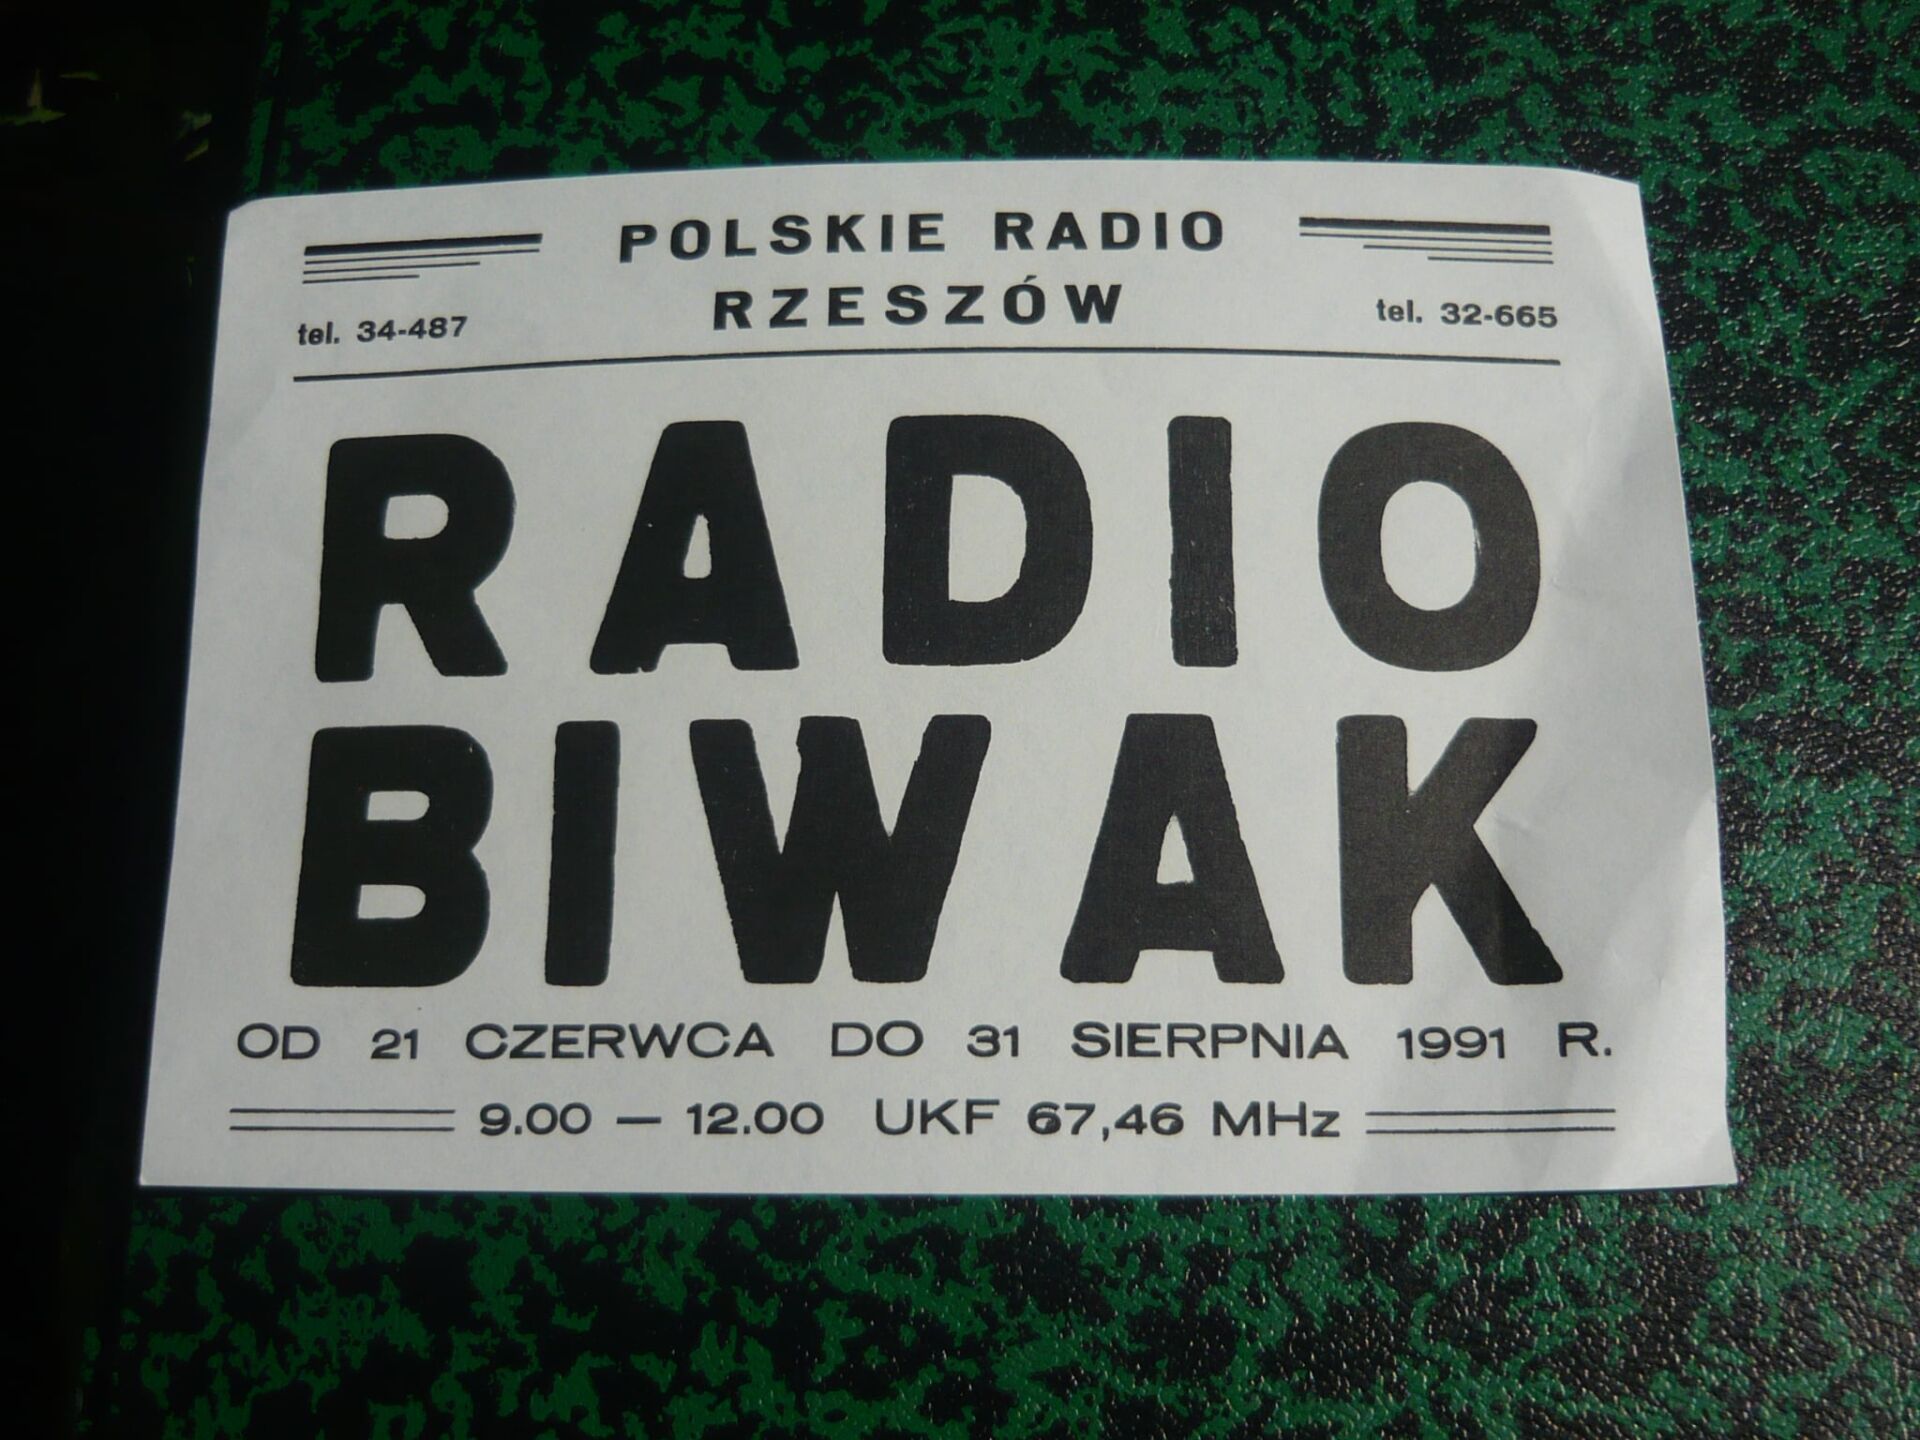 POLSKIE RADIO
RZESZÓW
tel. 34-487
tel. 32-665
RADIO
BIWAK
OD 21 CZERWCA DO 31 SIERPNIA 1991 R.
9.00 — 12.00 UKF 67,46 MHz